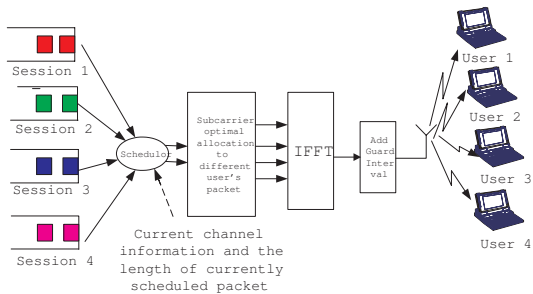 Session 1
Session 2
Session 3
Session 4
Schedulor
Subcarrier
optimal
allocation
to
different
user's
packet
IFFT
Add
Guard
Inter
val
User 1
User 2
User 3
User 4
Current channel
information and the
length of currently
scheduled packet